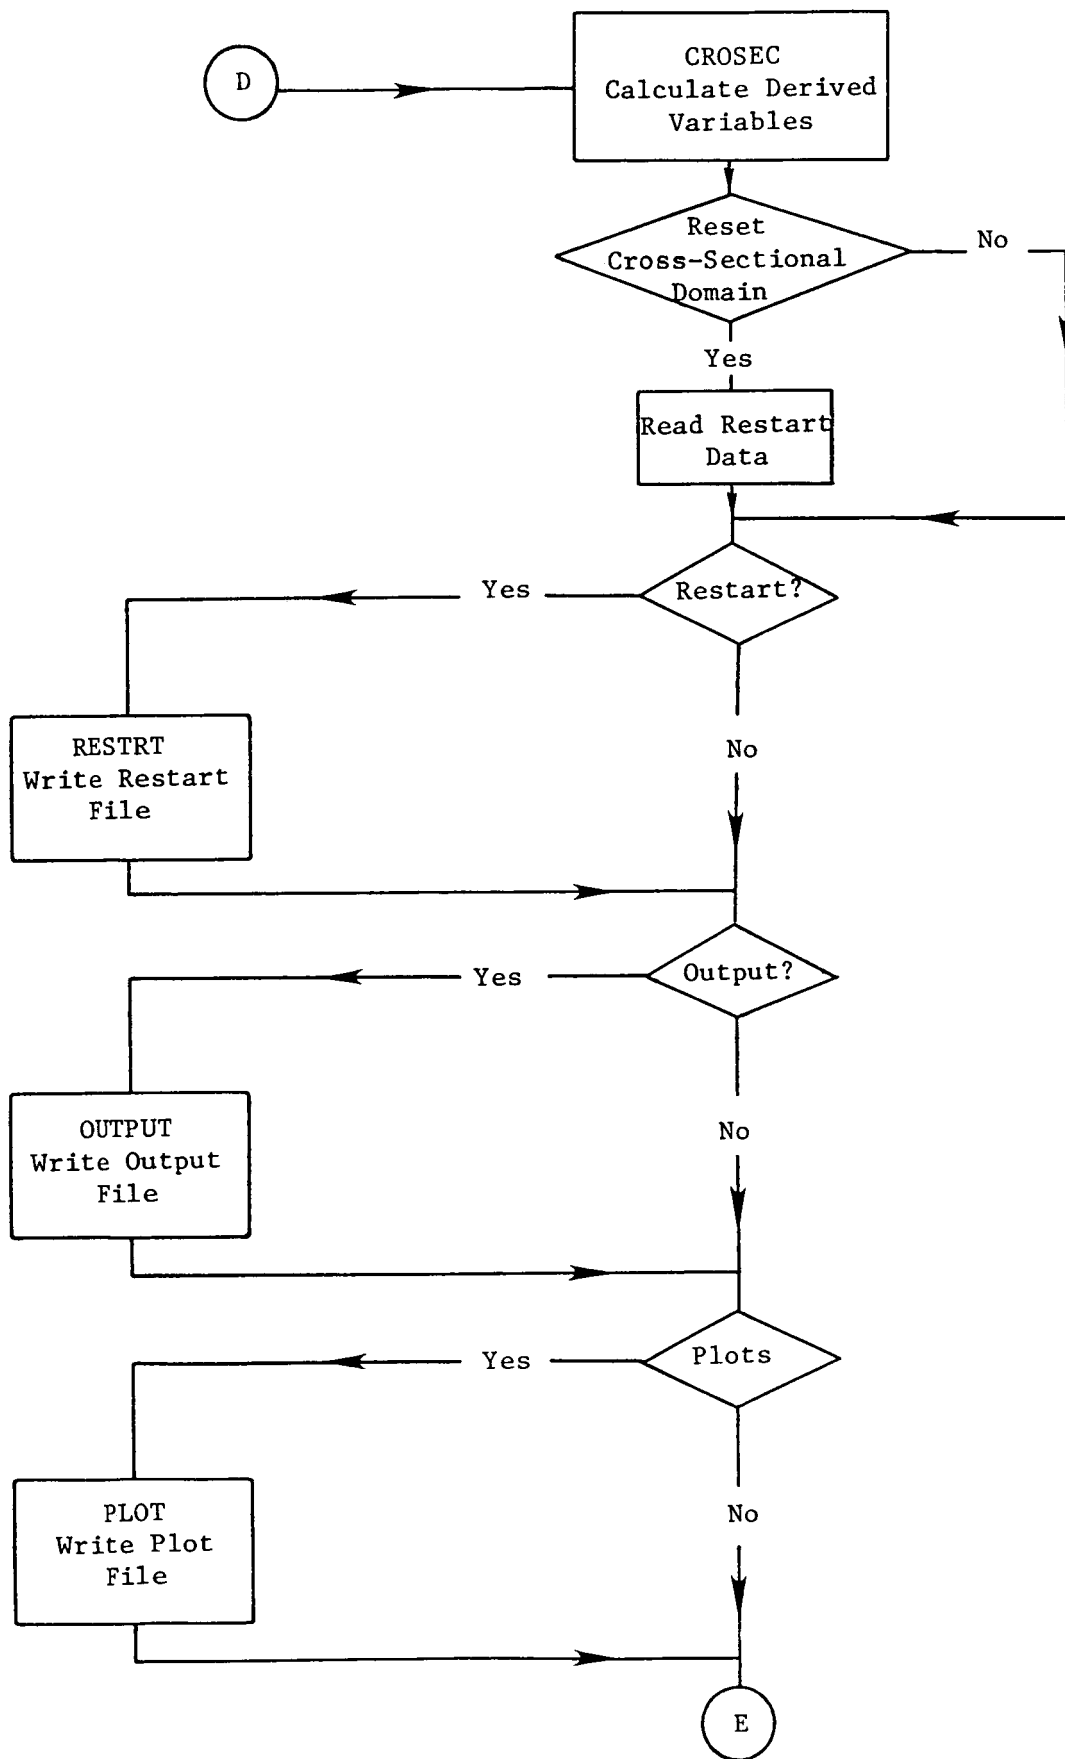 D
CROSEC
Calculate Derived
Variables
Reset
Cross-Sectional
Domain
No
Yes
Read Restart
Data
Restart?
Yes
No
RESTRT
Write Restart
File
Output?
Yes
No
OUTPUT
Write Output
File
Plots
Yes
No
PLOT
Write Plot
File
E